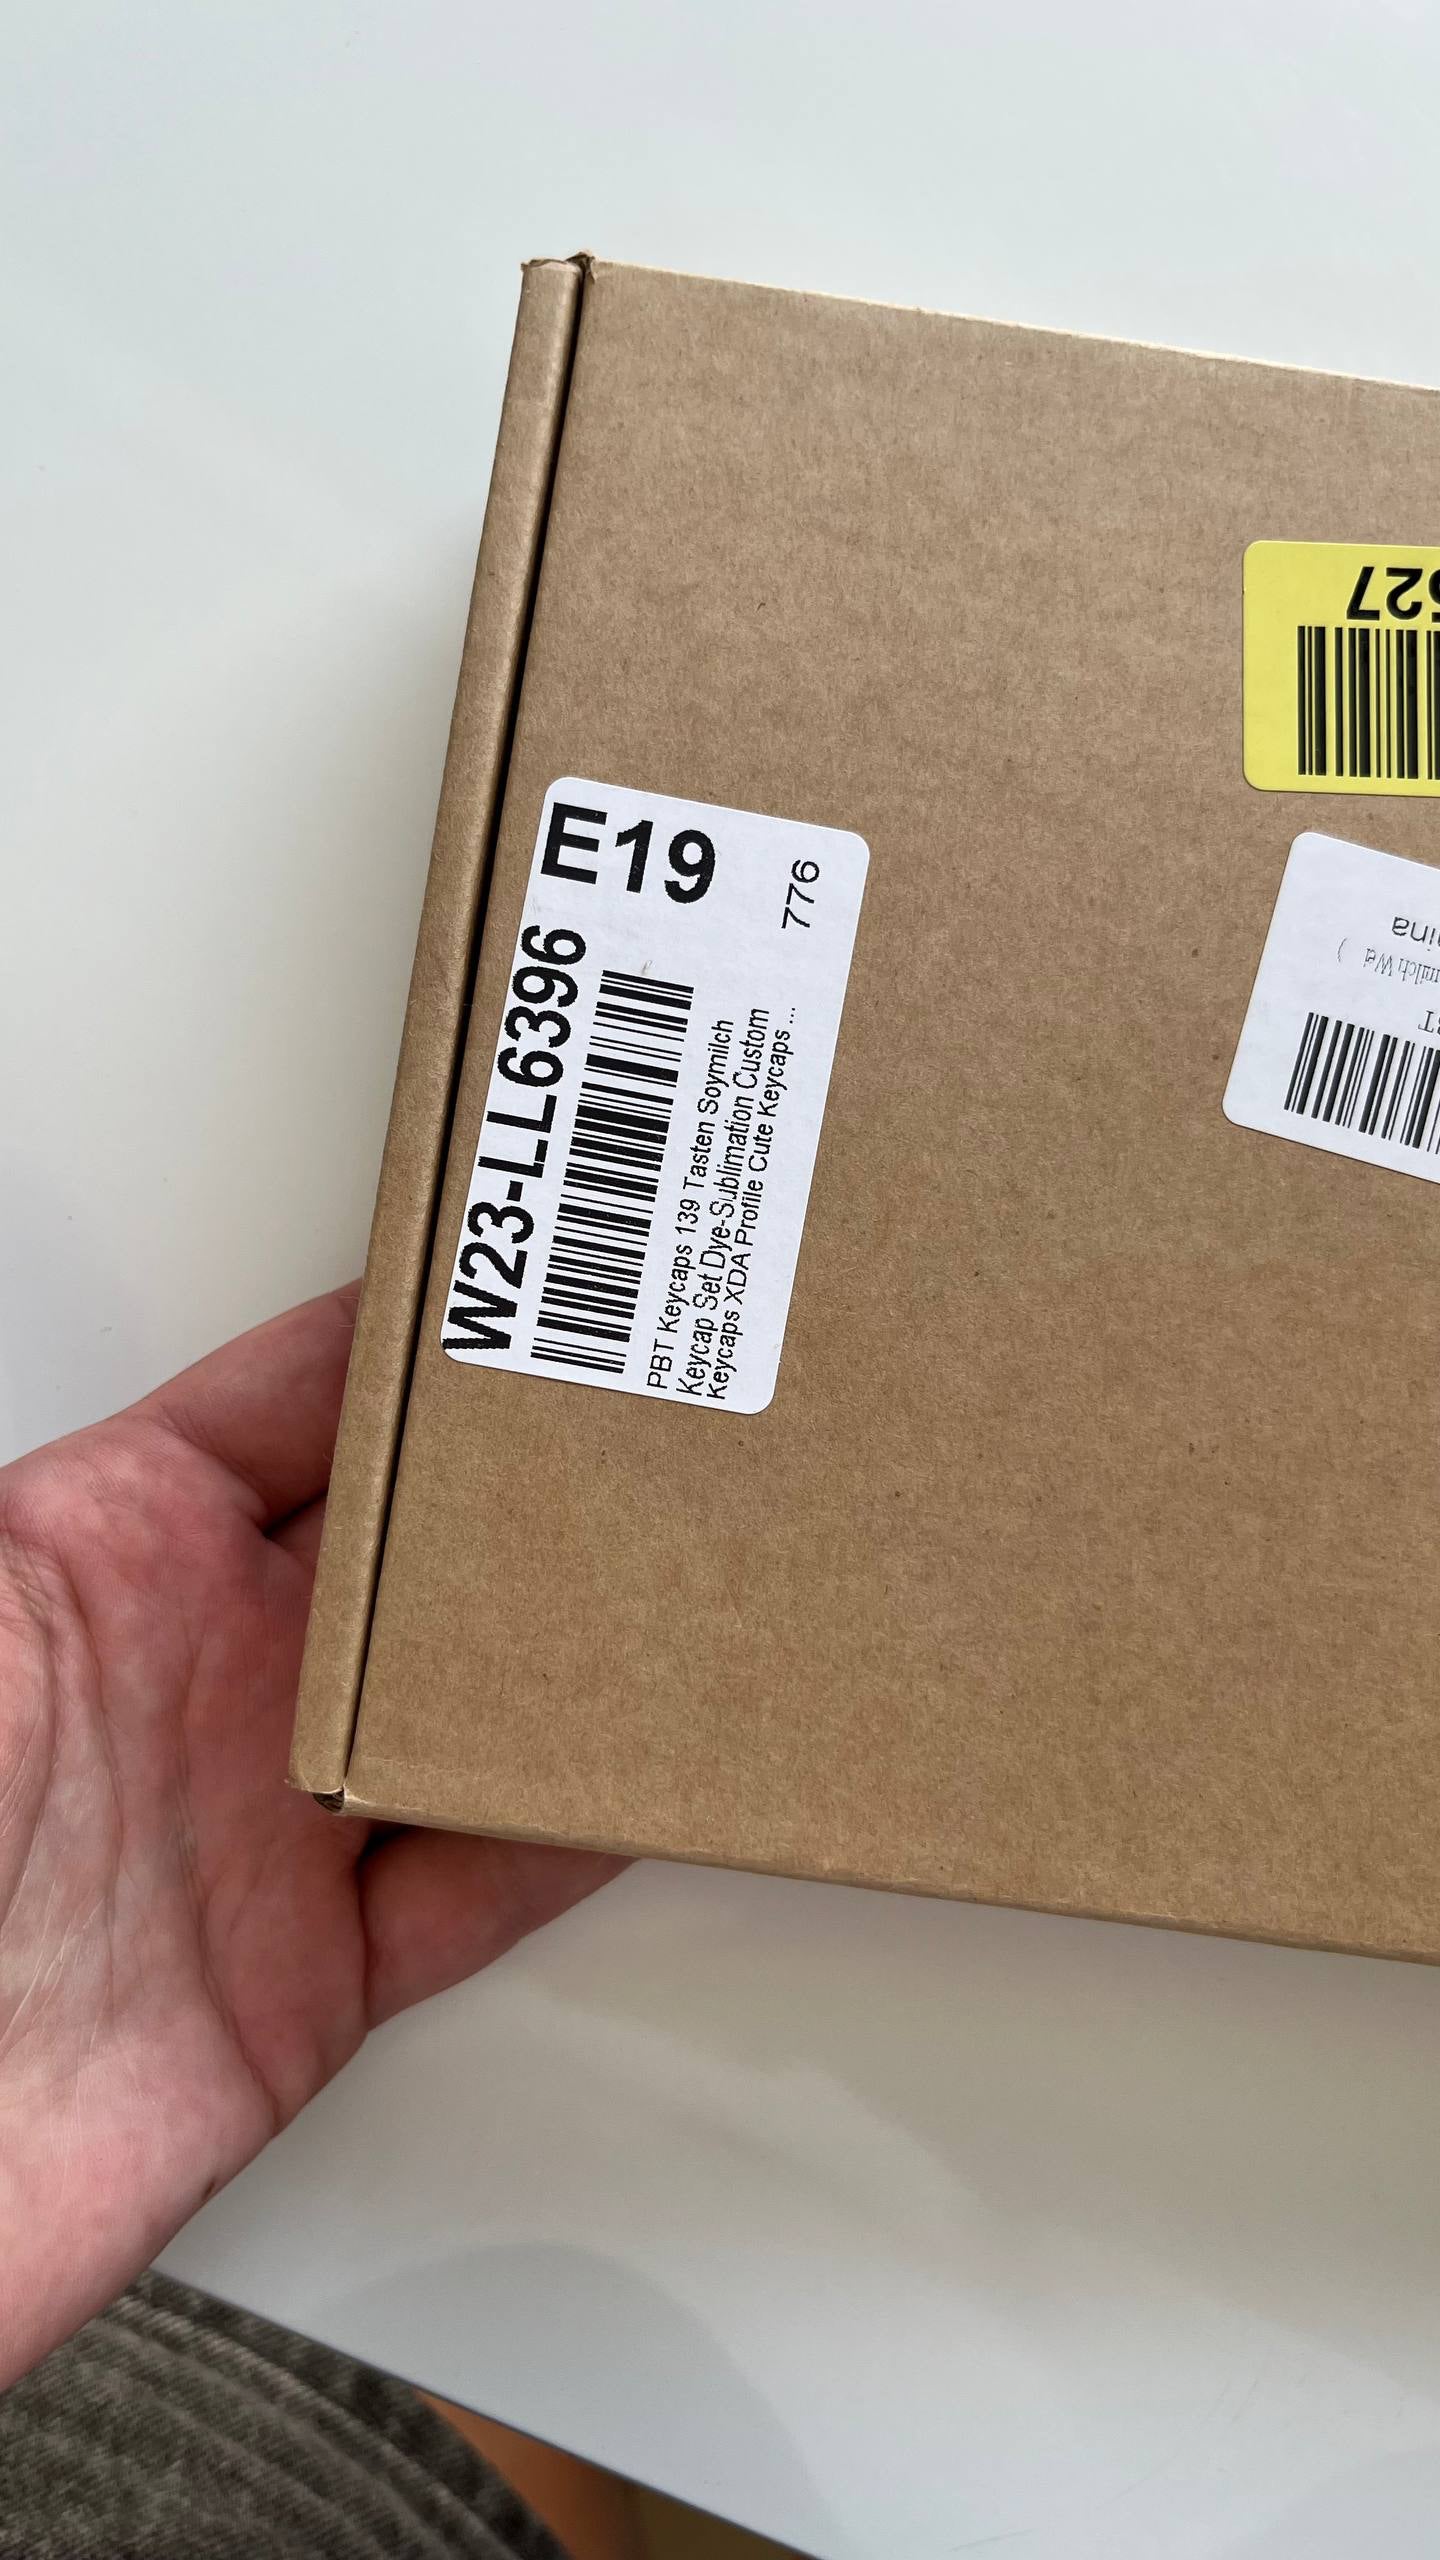 E19
W23-LL6396
776
PBT Keycaps 139 Tasten Soymilch
Keycap Set Dye-Sublimation Custom
Keycaps XDA Profile Cute Keycaps ...
527